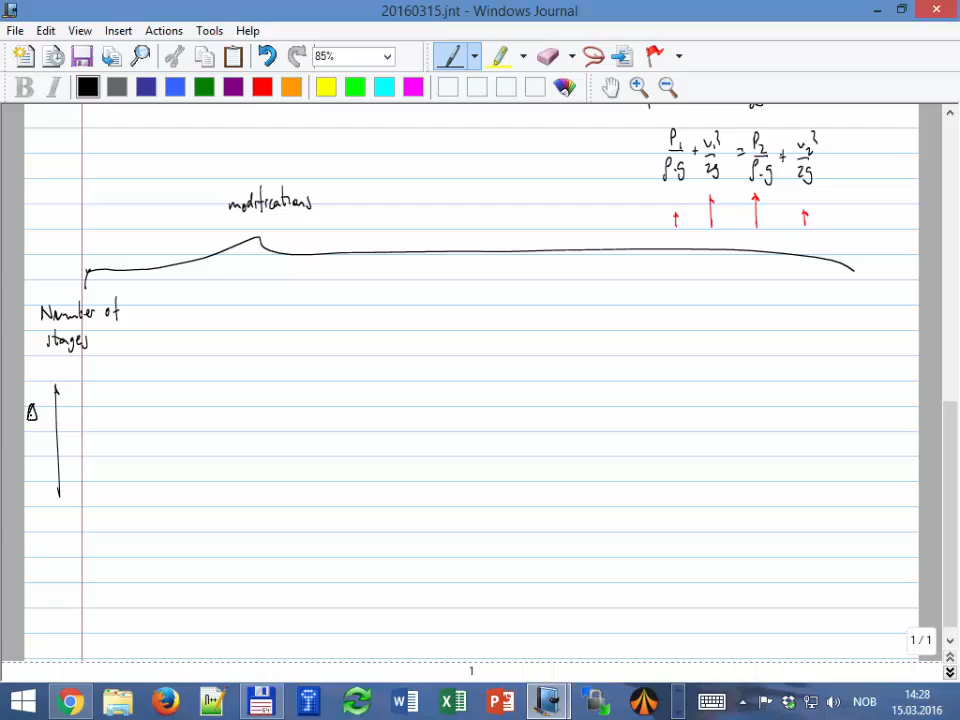 20160315.jnt - Windows Journal
File Edit View Insert Actions Tools Help
85%
B I
P1/ρ·g + v1²/2g = P2/ρ·g + v2²/2g
modifications
Number of
stages
1 / 1
1
NOB
14:28
15.03.2016